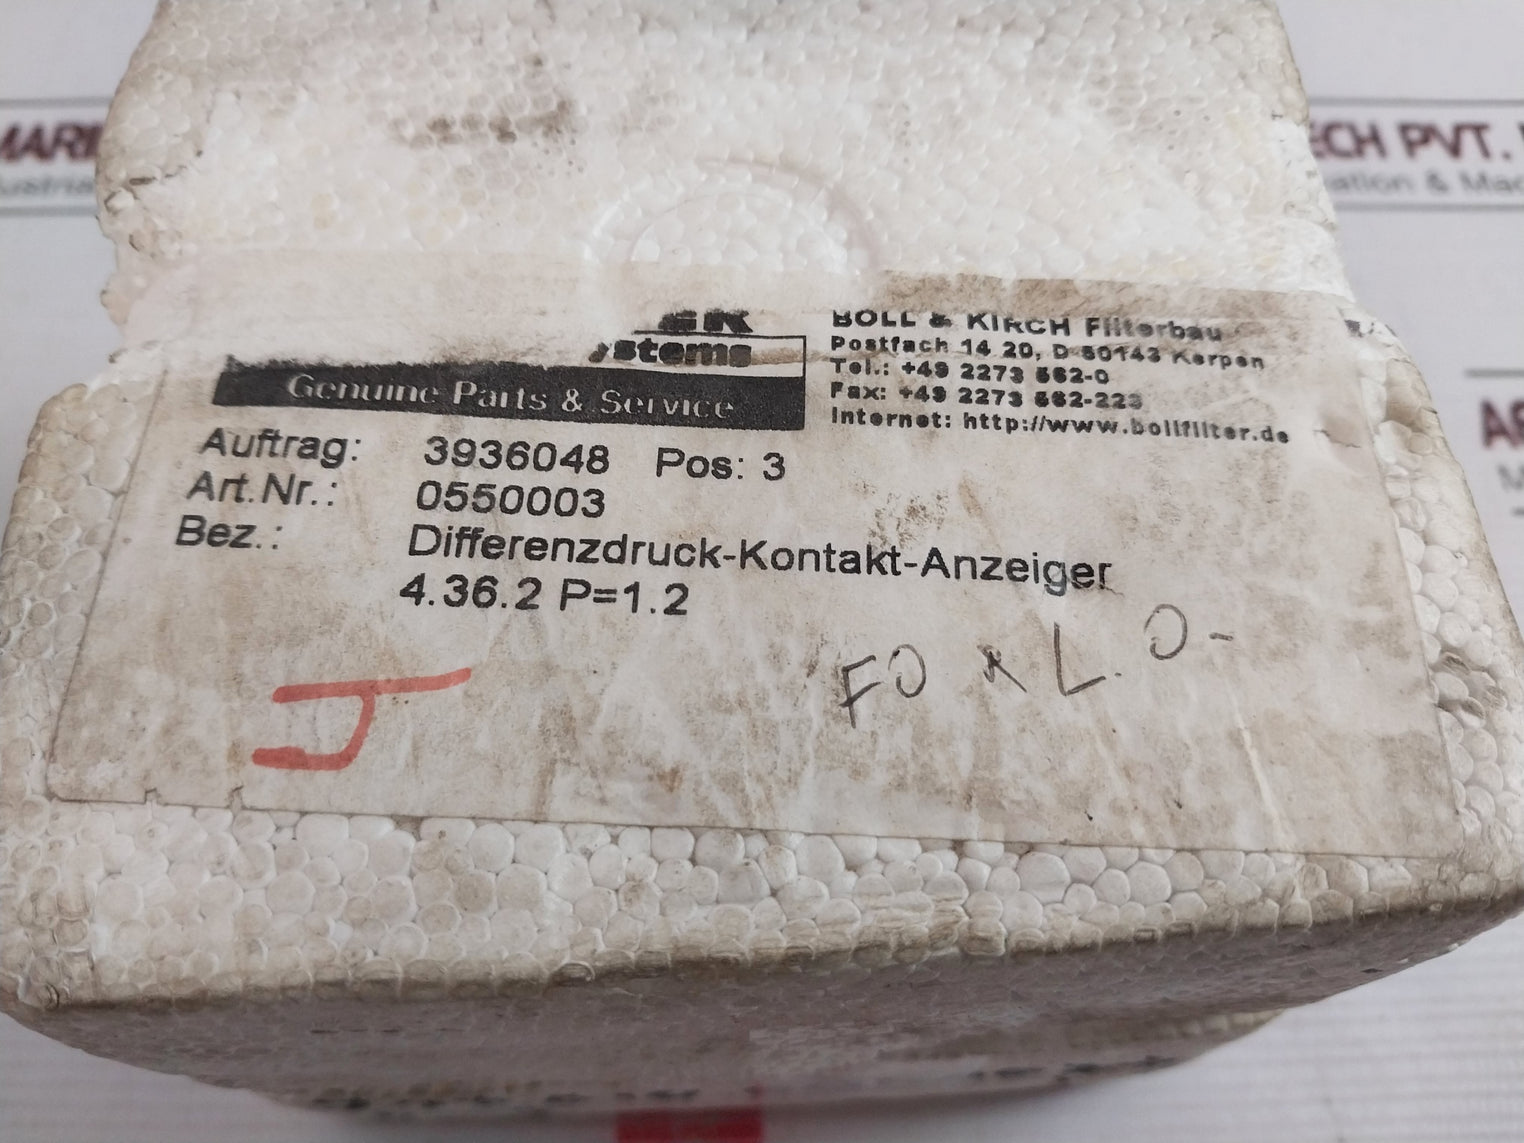 PVT.
& 
BOLL & KIRCH Filterbau
Postfach 14 20, D-50143 Kerpen
Tel.: +49 2273 562-0
Fax: +49 2273 562-223
Internet: http://www.bollfilter.de
Genuine Parts & Service
Auftrag: 3936048 Pos: 3
Art.Nr.: 0550003
Bez.: Differenzdruck-Kontakt-Anzeiger
4.36.2 P=1.2
FO & L.O-
J